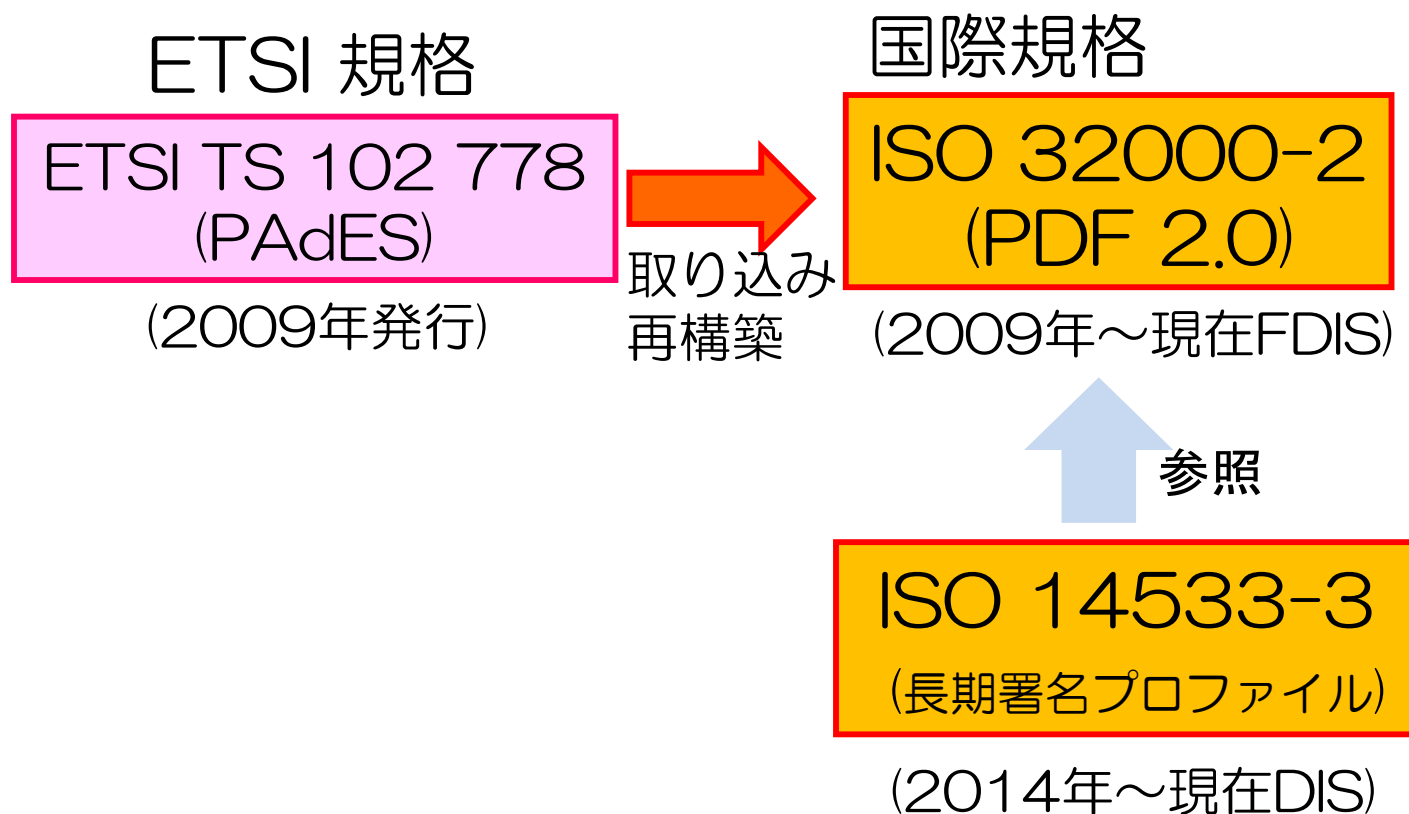 ETSI 規格
ETSI TS 102 778
(PAdES)
(2009年発行)
取り込み
再構築
国際規格
ISO 32000-2
(PDF 2.0)
(2009年～現在FDIS)
参照
ISO 14533-3
(長期署名プロファイル)
(2014年～現在DIS)